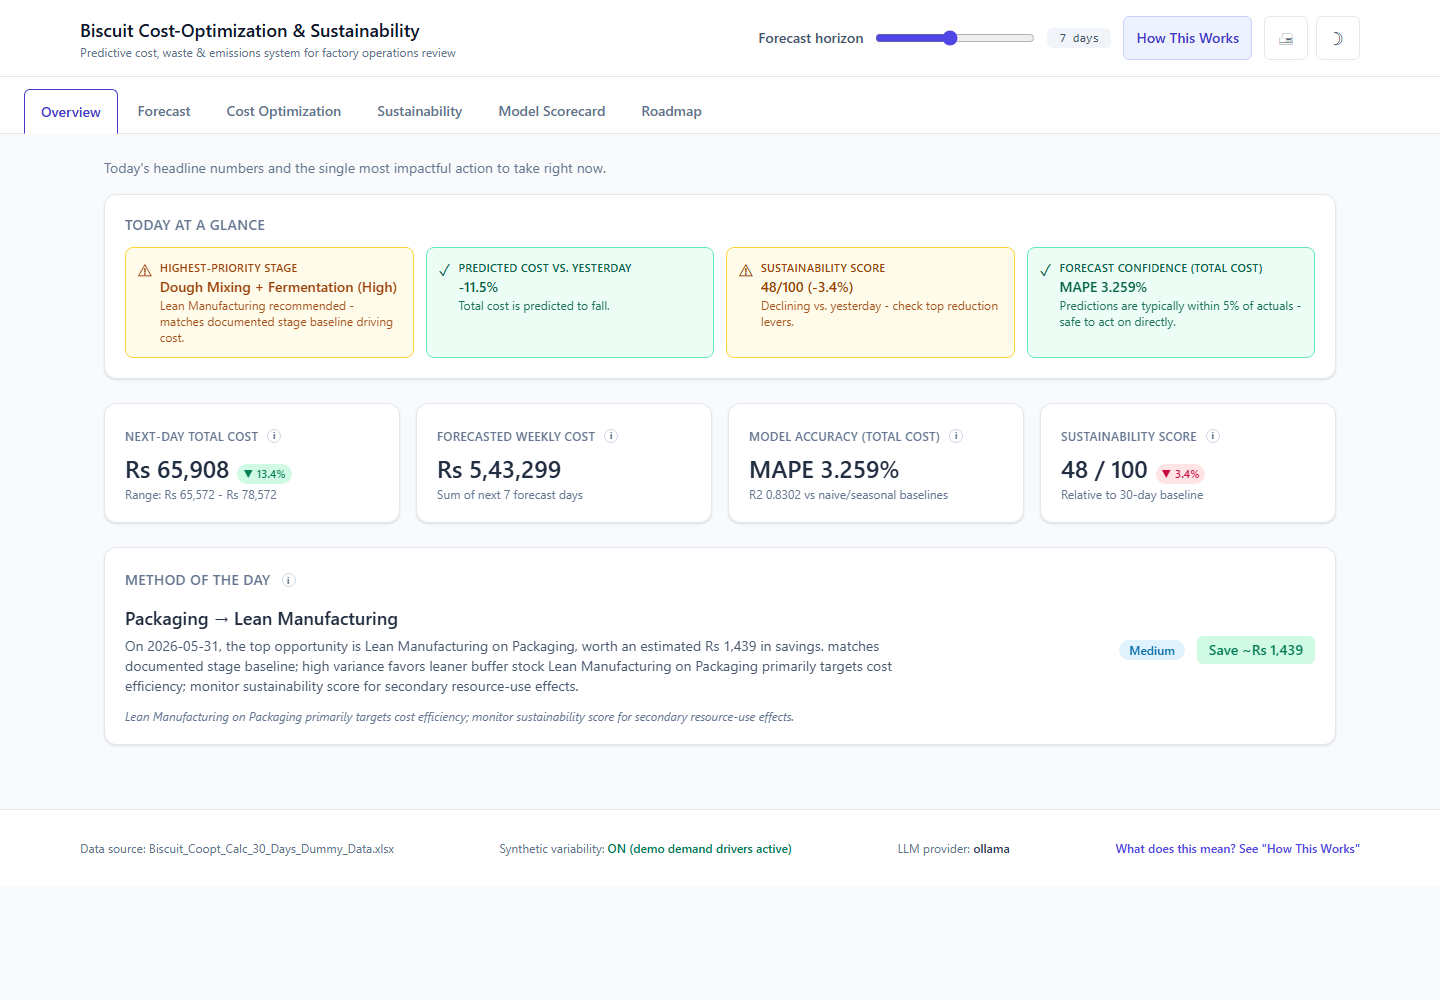 Biscuit Cost-Optimization & Sustainability
Predictive cost, waste & emissions system for factory operations review
Forecast horizon
7 days
How This Works
Overview
Forecast
Cost Optimization
Sustainability
Model Scorecard
Roadmap
Today's headline numbers and the single most impactful action to take right now.
TODAY AT A GLANCE
⚠ HIGHEST-PRIORITY STAGE
Dough Mixing + Fermentation (High)
Lean Manufacturing recommended -
matches documented stage baseline driving
cost.
✓ PREDICTED COST VS. YESTERDAY
-11.5%
Total cost is predicted to fall.
⚠ SUSTAINABILITY SCORE
48/100 (-3.4%)
Declining vs. yesterday - check top reduction
levers.
✓ FORECAST CONFIDENCE (TOTAL COST)
MAPE 3.259%
Predictions are typically within 5% of actuals -
safe to act on directly.
NEXT-DAY TOTAL COST i
Rs 65,908 ▼ 13.4%
Range: Rs 65,572 - Rs 78,572
FORECASTED WEEKLY COST i
Rs 5,43,299
Sum of next 7 forecast days
MODEL ACCURACY (TOTAL COST) i
MAPE 3.259%
R2 0.8302 vs naive/seasonal baselines
SUSTAINABILITY SCORE i
48 / 100 ▼ 3.4%
Relative to 30-day baseline
METHOD OF THE DAY i
Packaging → Lean Manufacturing
On 2026-05-31, the top opportunity is Lean Manufacturing on Packaging, worth an estimated Rs 1,439 in savings. matches
documented stage baseline; high variance favors leaner buffer stock Lean Manufacturing on Packaging primarily targets cost
efficiency; monitor sustainability score for secondary resource-use effects.
Lean Manufacturing on Packaging primarily targets cost efficiency; monitor sustainability score for secondary resource-use effects.
Medium
Save ~Rs 1,439
Data source: Biscuit_Coopt_Calc_30_Days_Dummy_Data.xlsx
Synthetic variability: ON (demo demand drivers active)
LLM provider: ollama
What does this mean? See "How This Works"